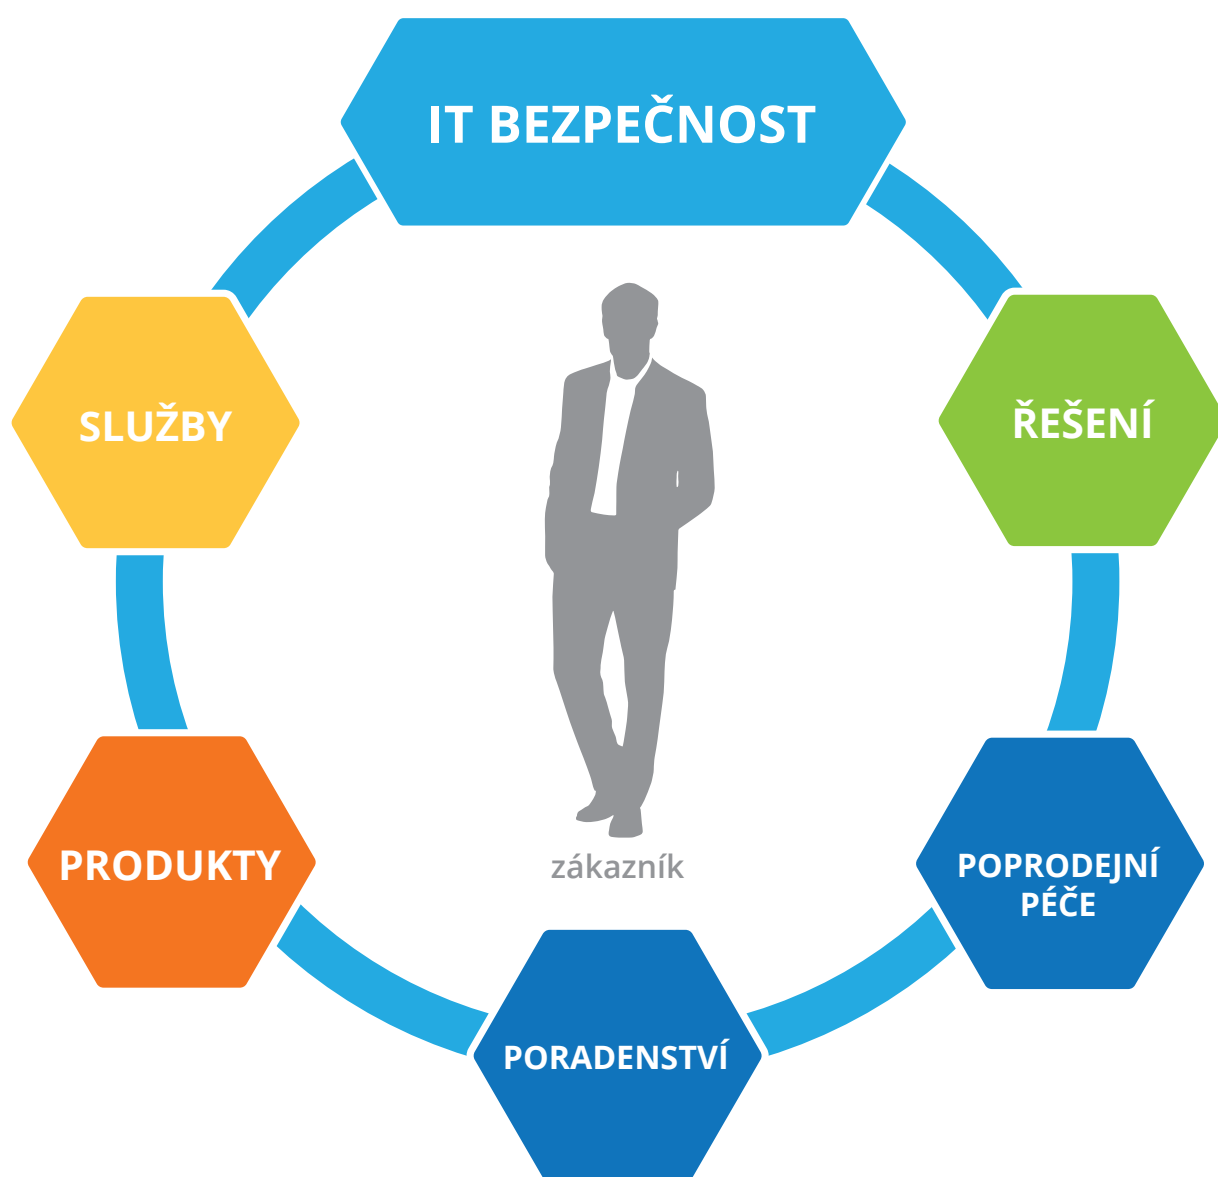 IT BEZPEČNOST
SLUŽBY
ŘEŠENÍ
PRODUKTY
zákazník
POPRODEJNÍ
PÉČE
PORADENSTVÍ